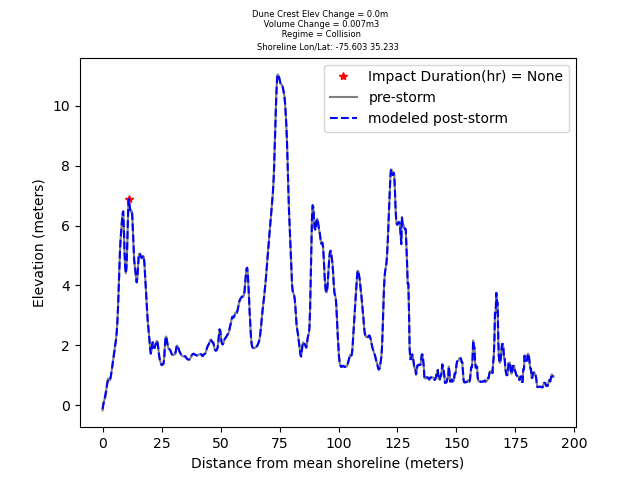 Dune Crest Elev Change = 0.0m
Volume Change = 0.007m3
Regime = Collision
Shoreline Lon/Lat: -75.603 35.233
Impact Duration(hr) = None
pre-storm
modeled post-storm
10
8
6
4
2
0
Elevation (meters)
0 25 50 75 100 125 150 175 200
Distance from mean shoreline (meters)